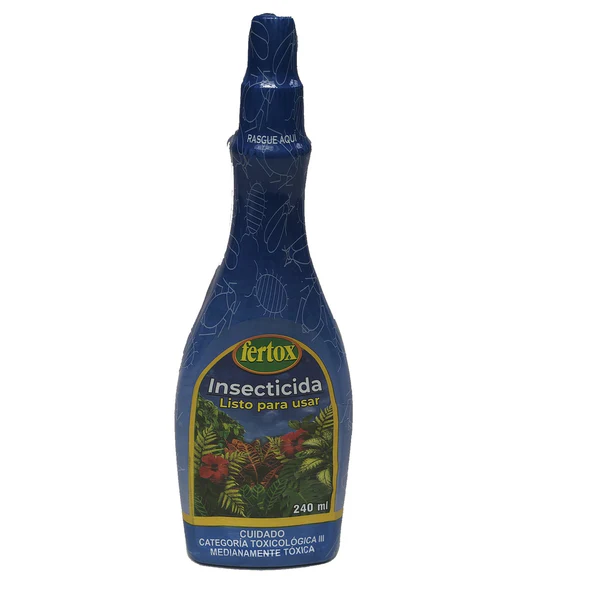 RASGUE AQUÍ
fertox
Insecticida
Listo para usar
240 ml
CUIDADO
CATEGORÍA TOXICOLÓGICA III
MEDIANAMENTE TÓXICA